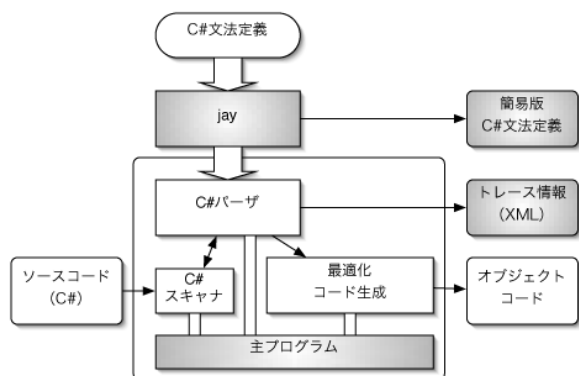 C#文法定義
jay
簡易版
C#文法定義
C#パーザ
トレース情報
（XML）
ソースコード
（C#）
C#
スキャナ
最適化
コード生成
オブジェクト
コード
主プログラム